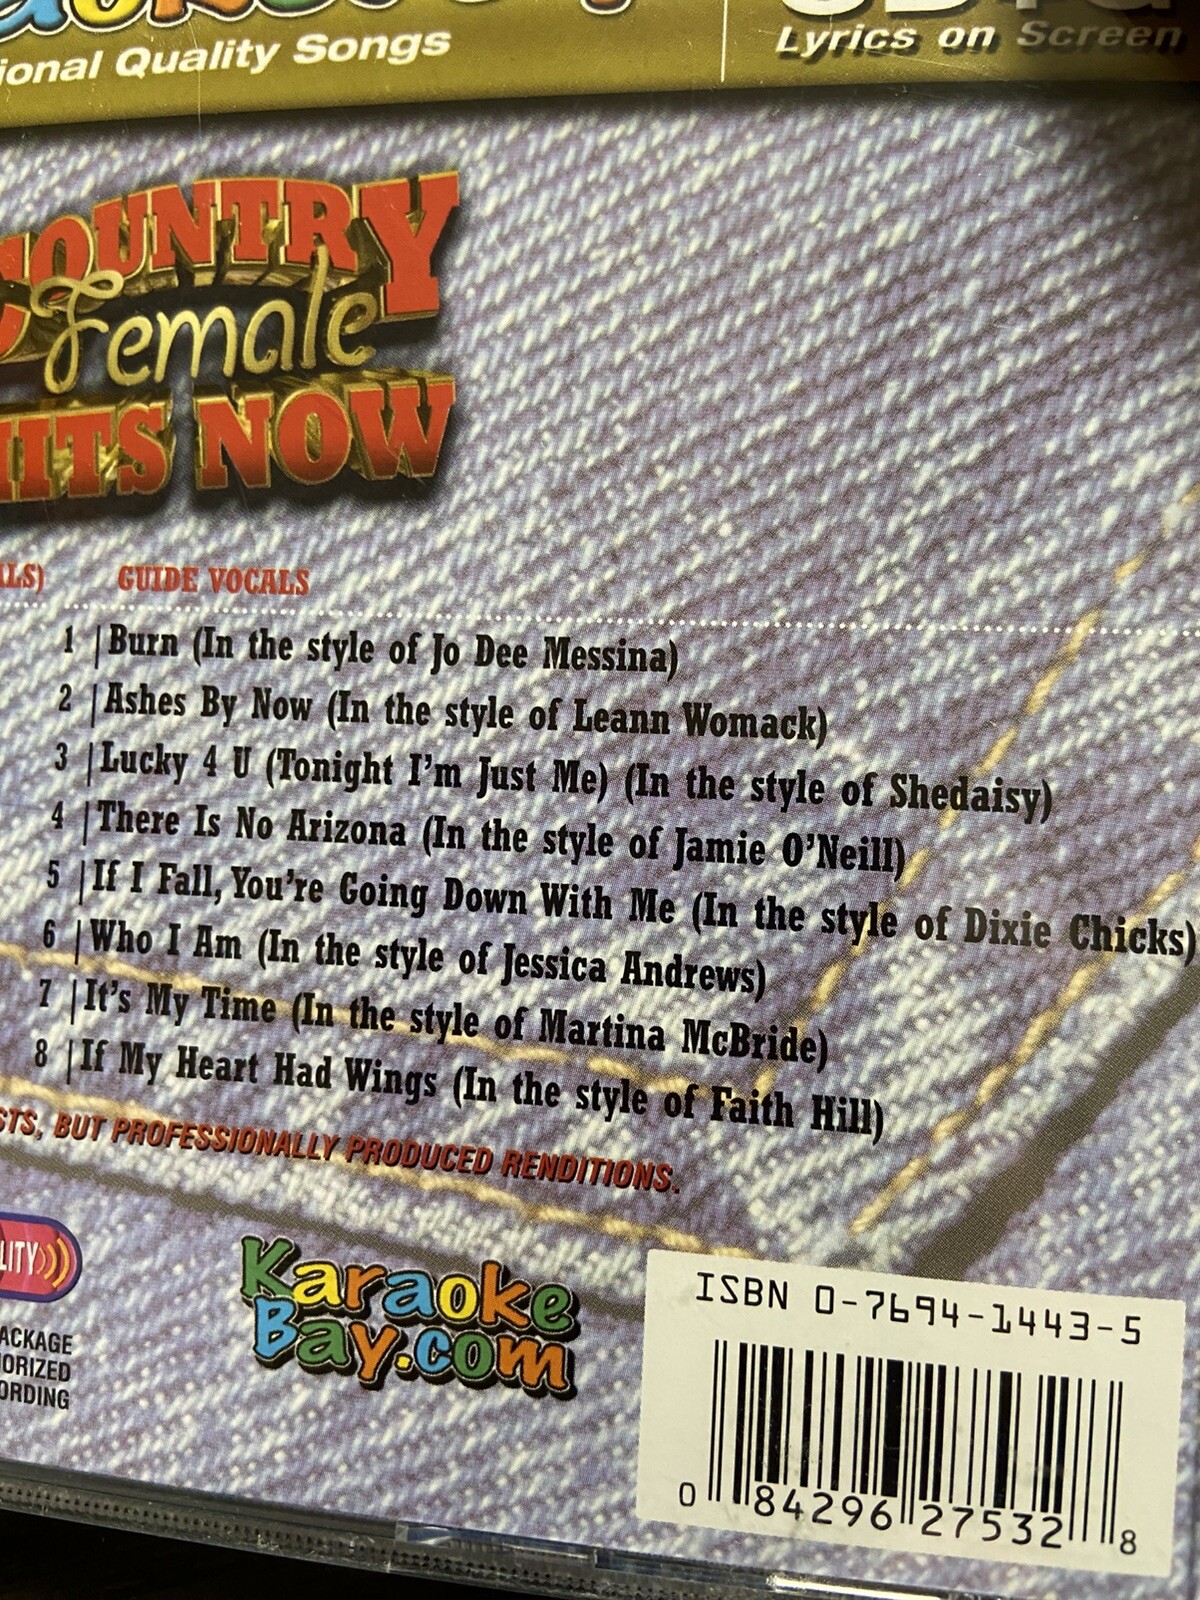 ional Quality Songs
Lyrics on Screen
COUNTRY
Female
HITS NOW
GUIDE VOCALS
1 | Burn (In the style of Jo Dee Messina)
2 | Ashes By Now (In the style of Leann Womack)
3 | Lucky 4 U (Tonight I'm Just Me) (In the style of Shedaisy)
4 | There Is No Arizona (In the style of Jamie O'Neill)
5 | If I Fall, You're Going Down With Me (In the style of Dixie Chicks)
6 | Who I Am (In the style of Jessica Andrews)
7 | It's My Time (In the style of Martina McBride)
8 | If My Heart Had Wings (In the style of Faith Hill)
STS, BUT PROFESSIONALLY PRODUCED RENDITIONS.
LITY
ACKAGE
ORIZED
ORDING
Karaoke
Bay.com
ISBN 0-7694-1443-5
0 84296 27532 8